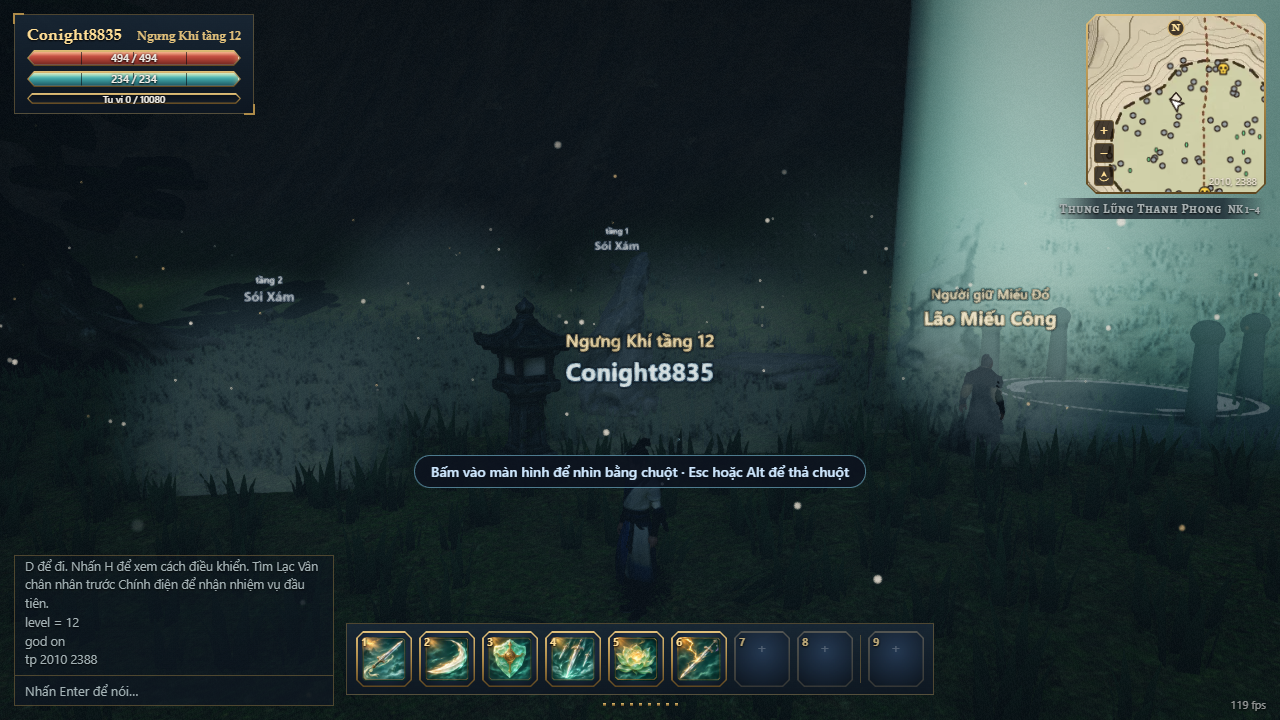 Conight8835 Ngưng Khí tầng 12
494 / 494
234 / 234
Tu vi 0 / 10080
N
+
−
2010, 2388
Thung Lũng Thanh Phong NK 1-4
tầng 1
Sói Xám
tầng 2
Sói Xám
Người giữ Miếu Đổ
Lão Miếu Công
Ngưng Khí tầng 12
Conight8835
Bấm vào màn hình để nhìn bằng chuột · Esc hoặc Alt để thả chuột
D để đi. Nhấn H để xem cách điều khiển. Tìm Lạc Vân
chân nhân trước Chính điện để nhận nhiệm vụ đầu
tiên.
level = 12
god on
tp 2010 2388
Nhấn Enter để nói...
1 2 3 4 5 6 7 8 9
+ + +
119 fps